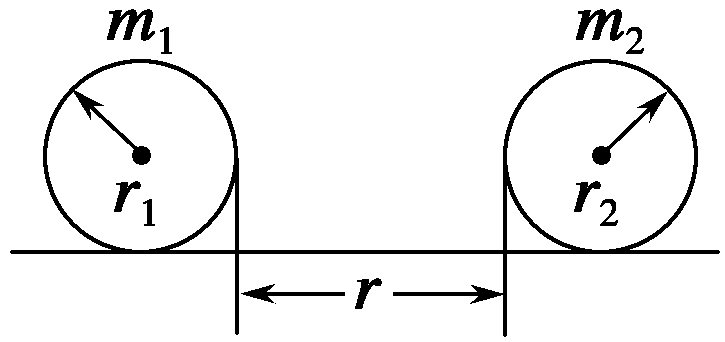 m₁ m₂
r₁ r₂
r